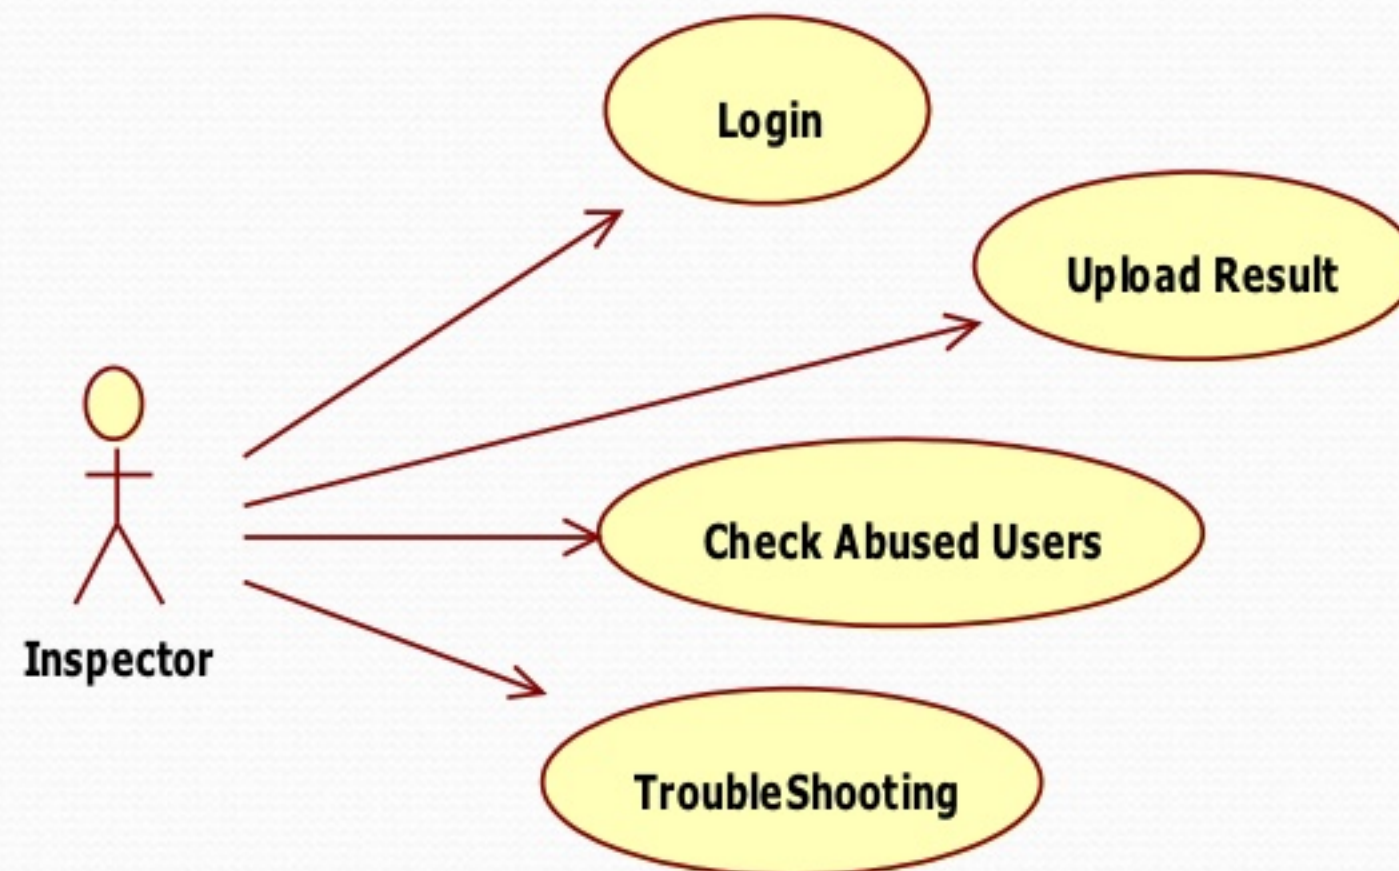 Login
Upload Result
Check Abused Users
Inspector
TroubleShooting